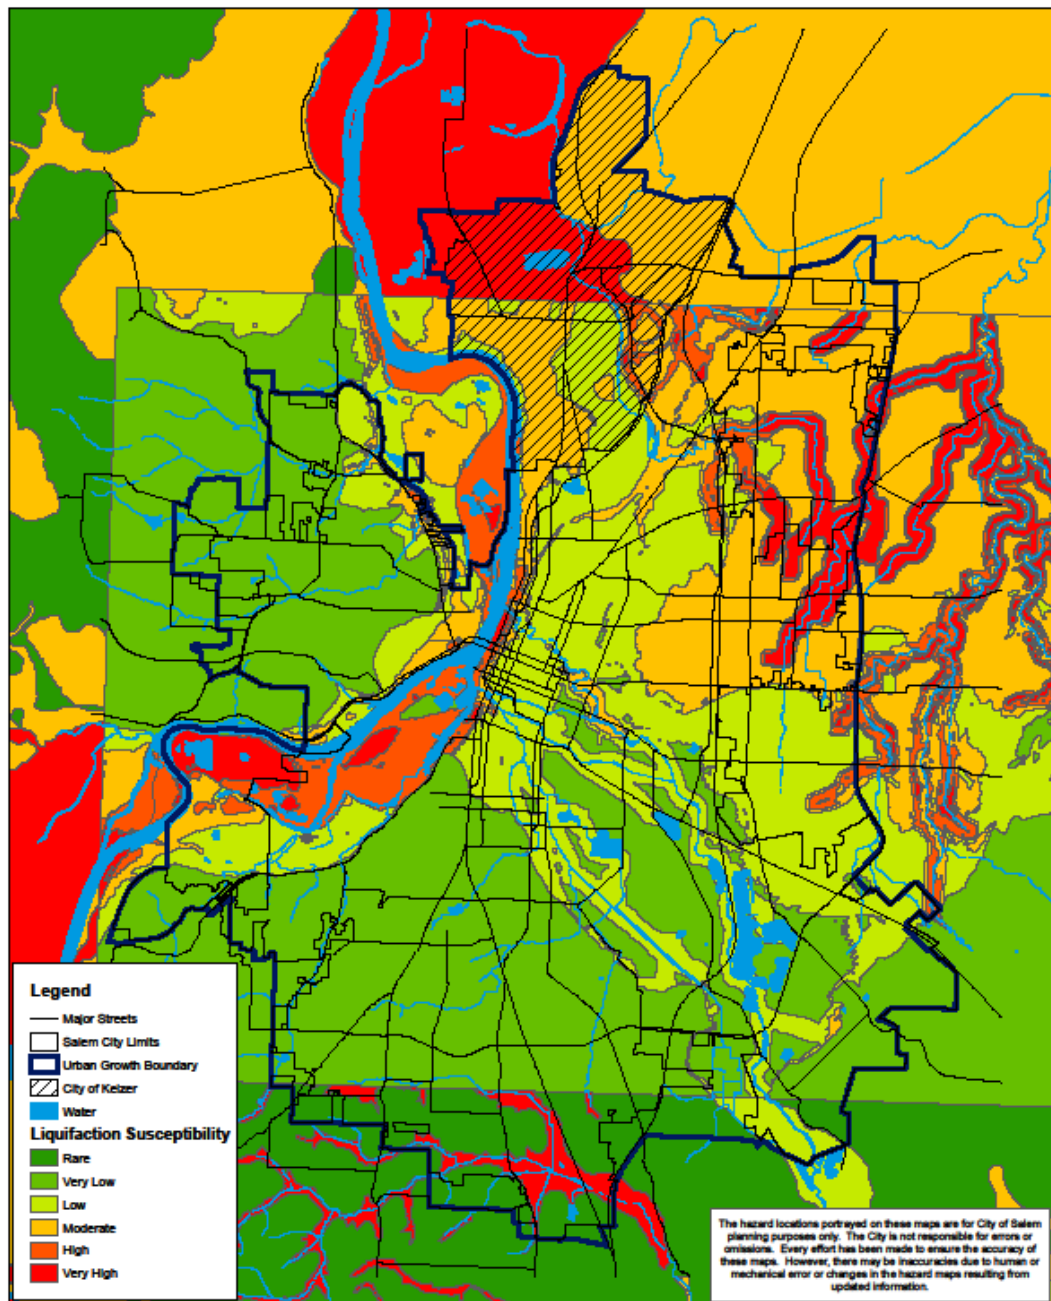 Legend
Major Streets
Salem City Limits
Urban Growth Boundary
City of Keizer
Water
Liquifaction Susceptibility
Rare
Very Low
Low
Moderate
High
Very High
The hazard locations portrayed on these maps are for City of Salem
planning purposes only. The City is not responsible for errors or
omissions. Every effort has been made to ensure the accuracy of
these maps. However, there may be inaccuracies due to human or
mechanical error or changes in the hazard maps resulting from
updated information.